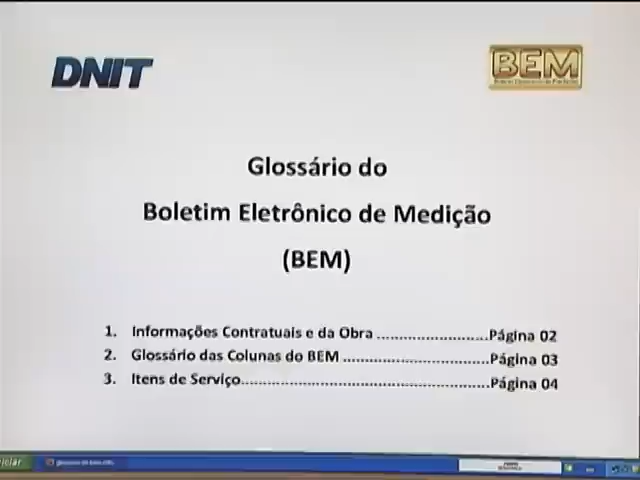 DNIT
BEM
Glossário do
Boletim Eletrônico de Medição
(BEM)
1. Informações Contratuais e da Obra ........................Página 02
2. Glossário das Colunas do BEM ...............................Página 03
3. Itens de Serviço.....................................................Página 04